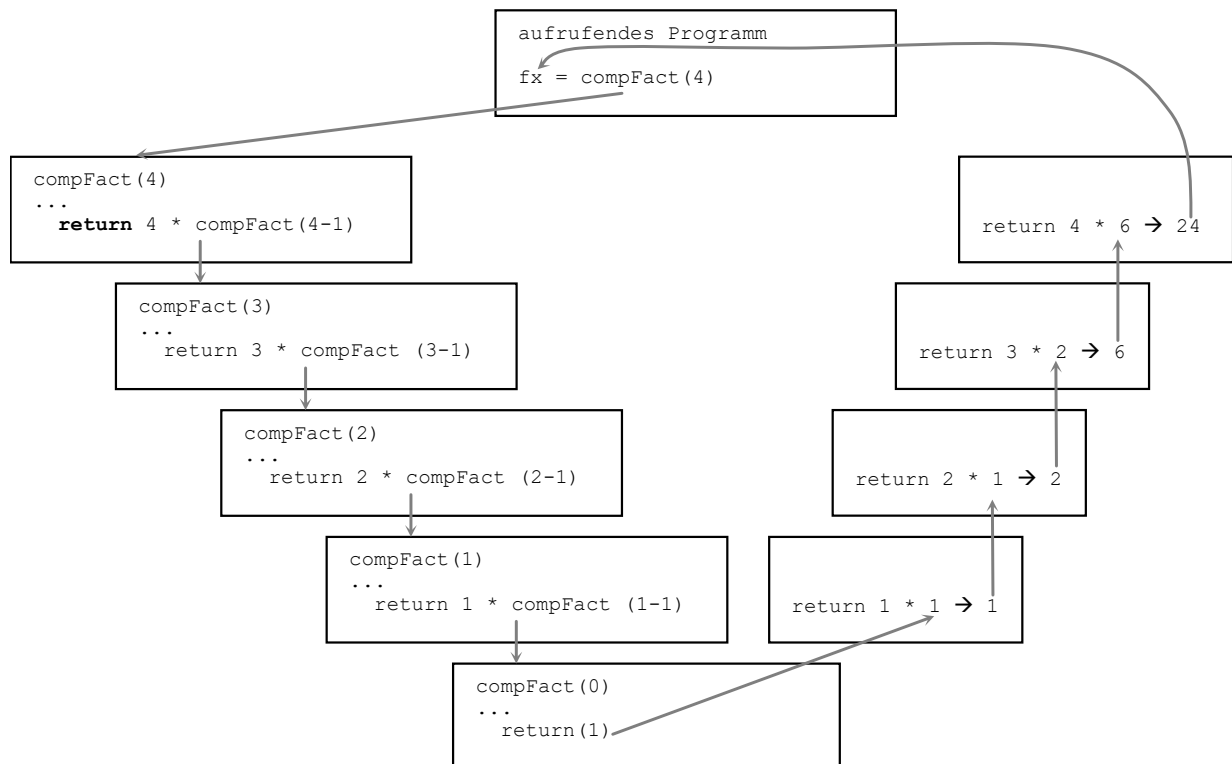 aufrufendes Programm
fx = compFact(4)
compFact(4)
...
return 4 * compFact(4-1)
compFact(3)
...
return 3 * compFact (3-1)
compFact(2)
...
return 2 * compFact (2-1)
compFact(1)
...
return 1 * compFact (1-1)
compFact(0)
...
return(1)
return 1 * 1 → 1
return 2 * 1 → 2
return 3 * 2 → 6
return 4 * 6 → 24